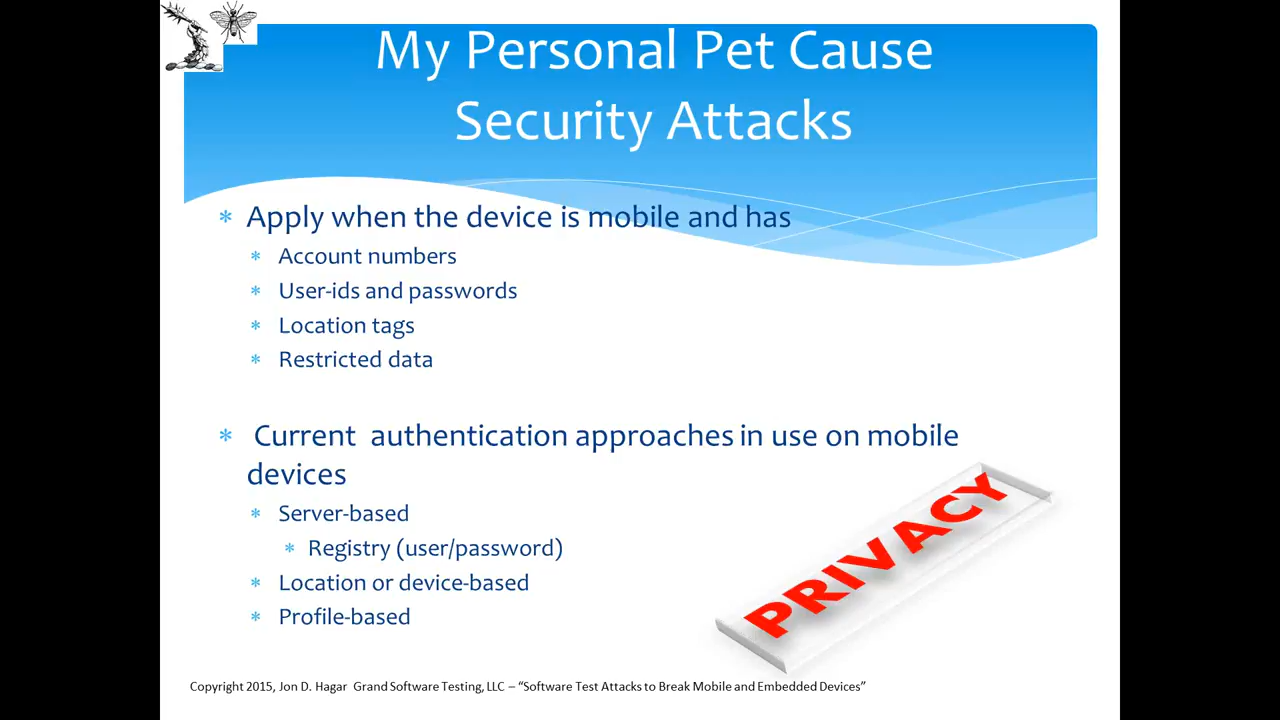 My Personal Pet Cause
Security Attacks
* Apply when the device is mobile and has
* Account numbers
* User-ids and passwords
* Location tags
* Restricted data
* Current authentication approaches in use on mobile
devices
* Server-based
* Registry (user/password)
* Location or device-based
* Profile-based
PRIVACY
Copyright 2015, Jon D. Hagar Grand Software Testing, LLC – “Software Test Attacks to Break Mobile and Embedded Devices”